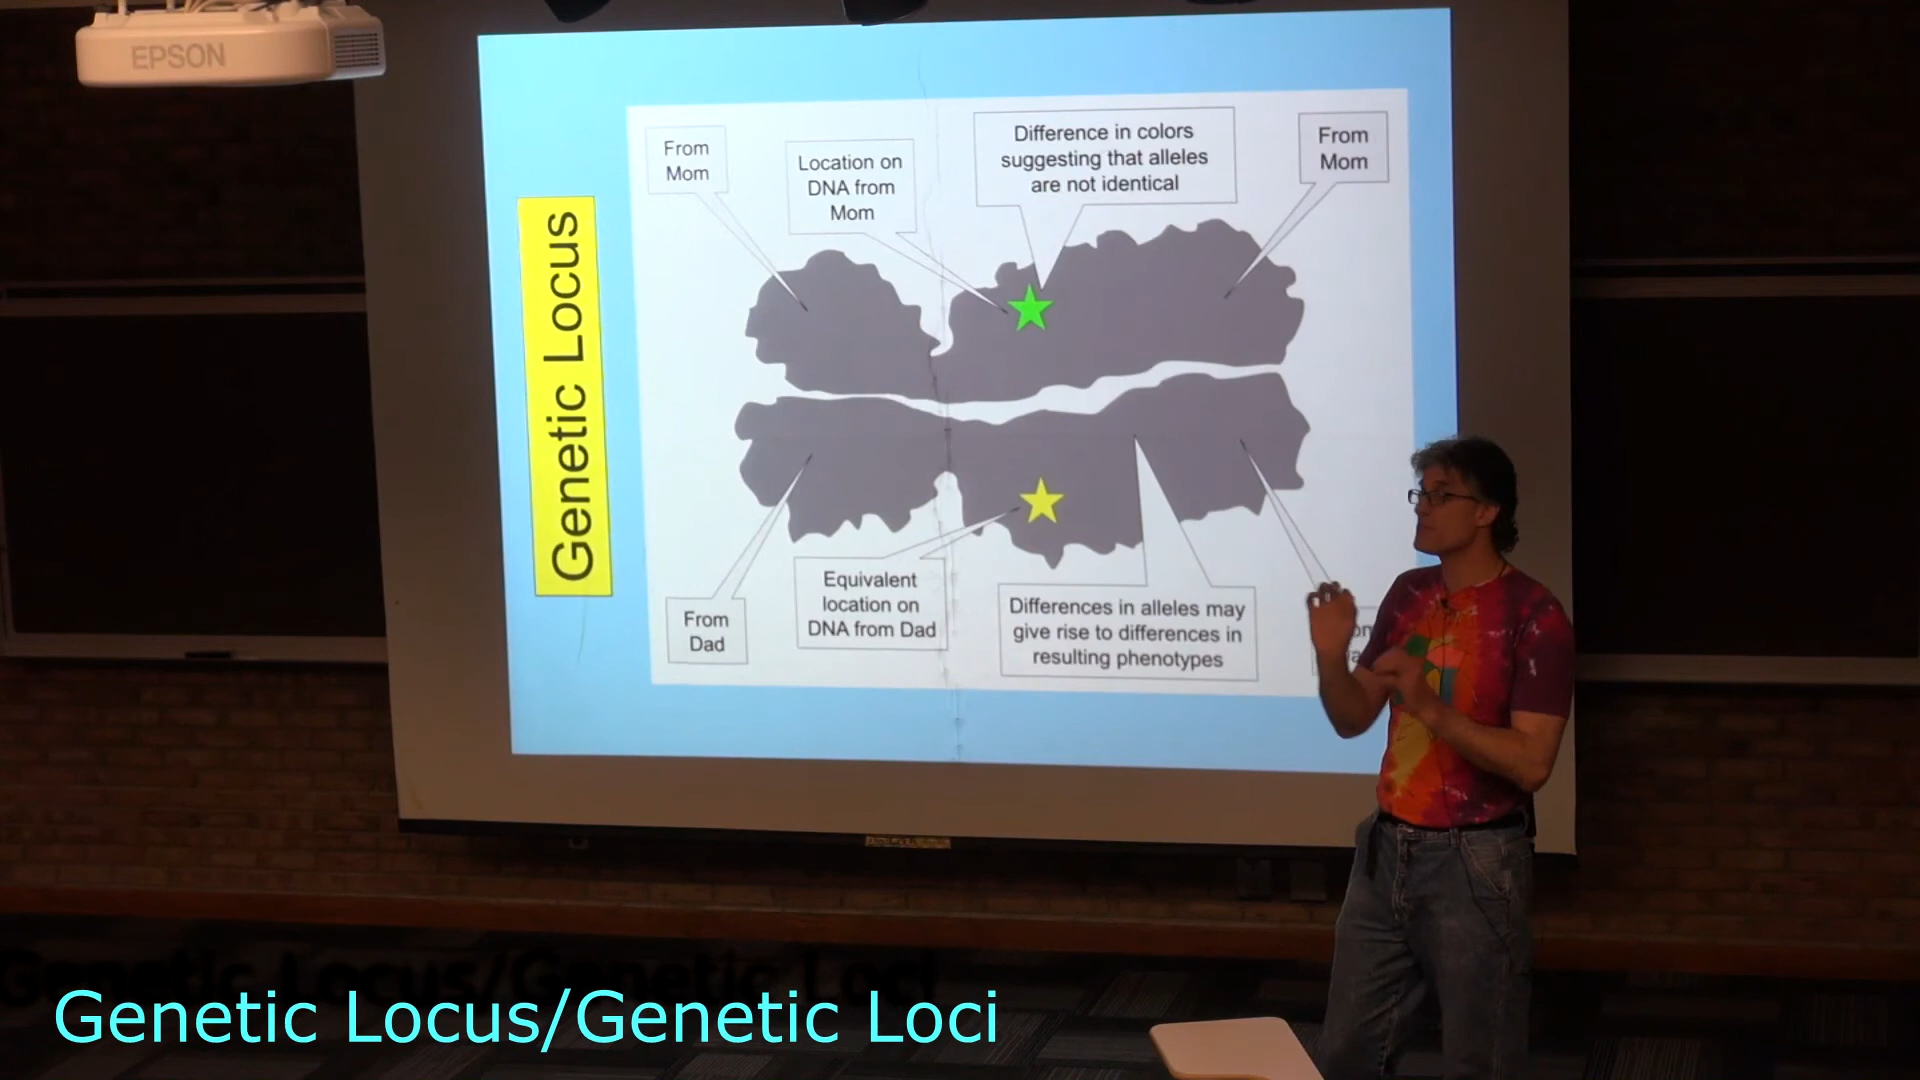 EPSON
Genetic Locus
From
Mom
Location on
DNA from
Mom
Difference in colors
suggesting that alleles
are not identical
From
Mom
From
Dad
Equivalent
location on
DNA from Dad
Differences in alleles may
give rise to differences in
resulting phenotypes
Genetic Locus/Genetic Loci